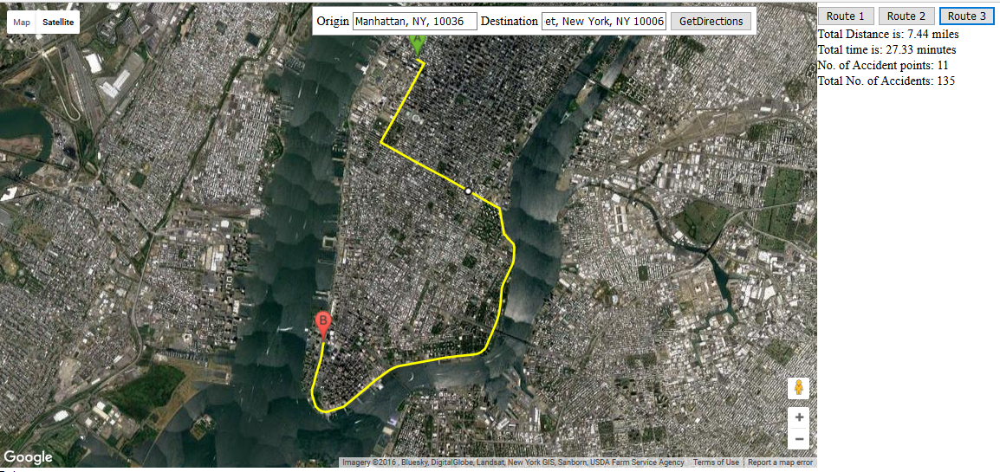 Map Satellite Origin Manhattan, NY, 10036 Destination et, New York, NY 10006 GetDirections
Route 1 Route 2 Route 3
Total Distance is: 7.44 miles
Total time is: 27.33 minutes
No. of Accident points: 11
Total No. of Accidents: 135
A
B
+
−
Google
Imagery ©2016 , Bluesky, DigitalGlobe, Landsat, New York GIS, Sanborn, USDA Farm Service Agency Terms of Use Report a map error